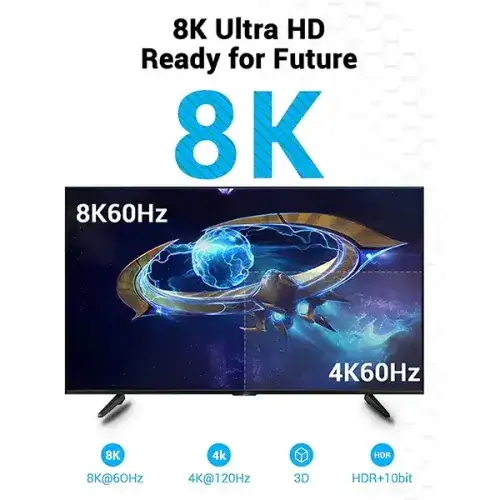 8K Ultra HD
Ready for Future
8K
8K60Hz
4K60Hz
8K 4k HDR
8K@60Hz 4K@120Hz 3D HDR+10bit